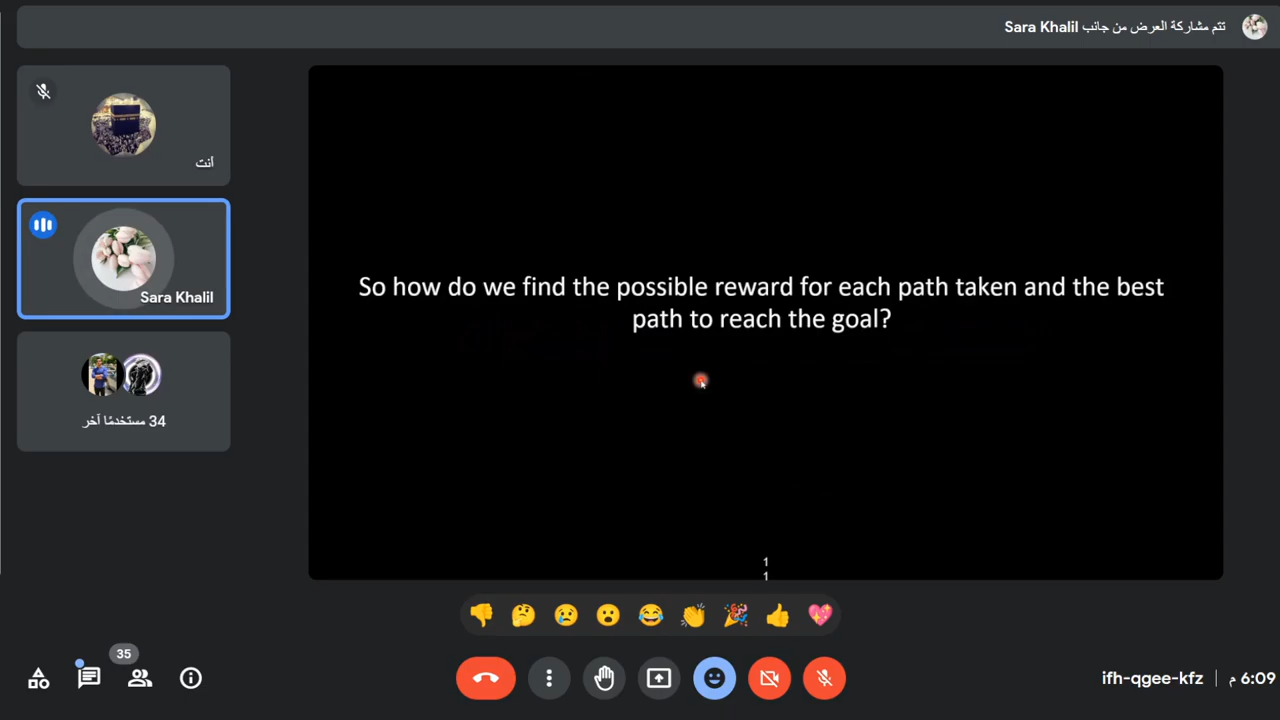 تتم مشاركة العرض من جانب Sara Khalil
أنت
Sara Khalil
34 مستخدمًا آخر
So how do we find the possible reward for each path taken and the best
path to reach the goal?
1
1
35
ifh-qgee-kfz
6:09 م